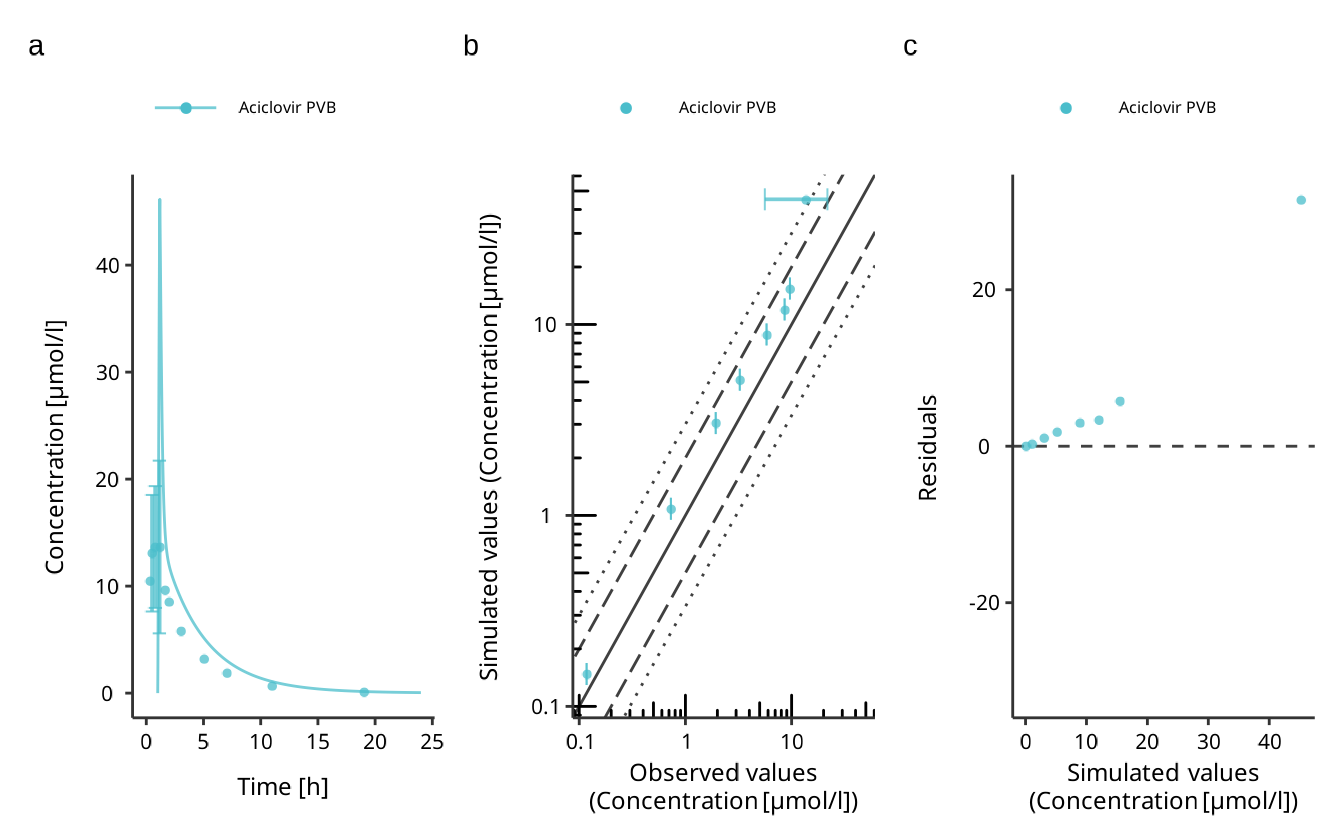 a
b
c
Aciclovir PVB
Aciclovir PVB
Aciclovir PVB
Concentration [µmol/l]
40
30
20
10
0
0 5 10 15 20 25
Time [h]
Simulated values (Concentration [µmol/l])
10
1
0.1
0.1 1 10
Observed values
(Concentration [µmol/l])
Residuals
20
0
-20
0 10 20 30 40
Simulated values
(Concentration [µmol/l])